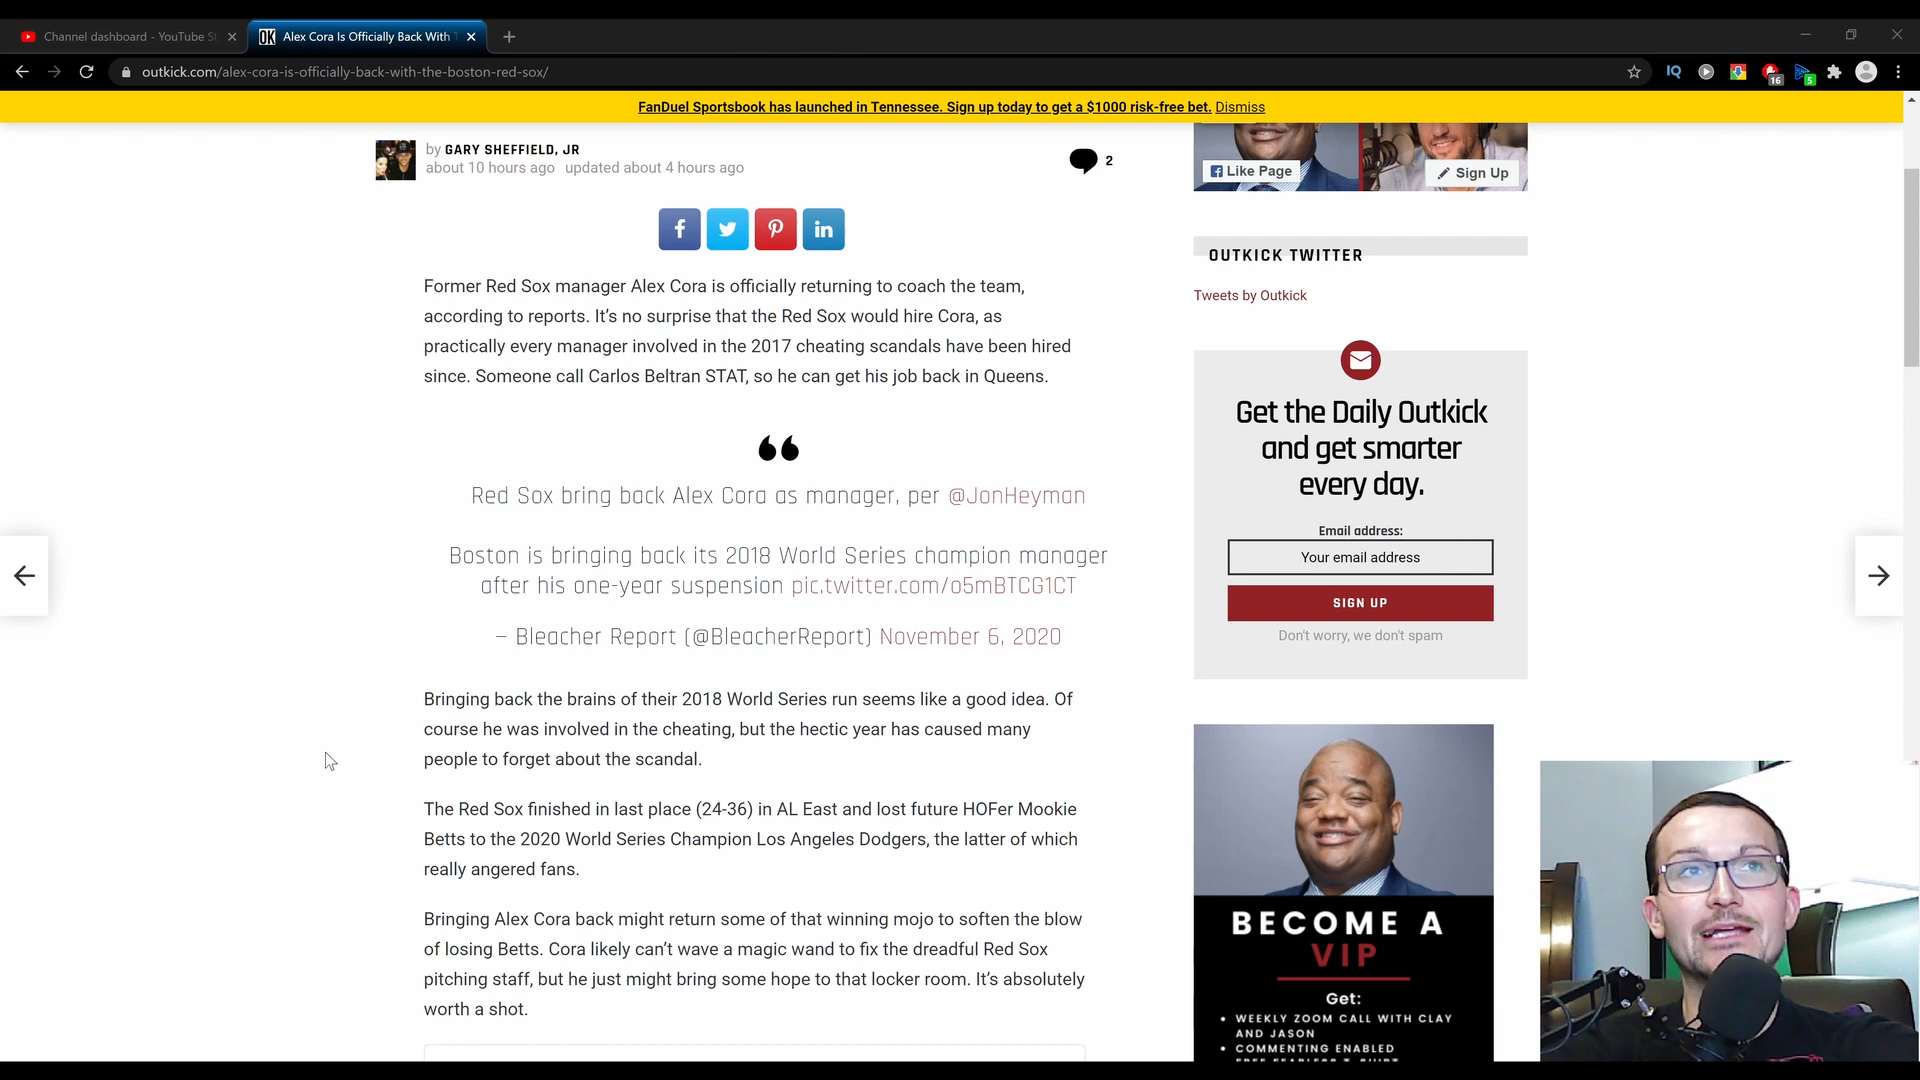 Channel dashboard - YouTube S
Alex Cora Is Officially Back With T
outkick.com/alex-cora-is-officially-back-with-the-boston-red-sox/
IQ
16
5
FanDuel Sportsbook has launched in Tennessee. Sign up today to get a $1000 risk-free bet. Dismiss
by GARY SHEFFIELD, JR
about 10 hours ago updated about 4 hours ago
2
Former Red Sox manager Alex Cora is officially returning to coach the team,
according to reports. It’s no surprise that the Red Sox would hire Cora, as
practically every manager involved in the 2017 cheating scandals have been hired
since. Someone call Carlos Beltran STAT, so he can get his job back in Queens.
Red Sox bring back Alex Cora as manager, per @JonHeyman
Boston is bringing back its 2018 World Series champion manager
after his one-year suspension pic.twitter.com/o5mBTCG1CT
– Bleacher Report (@BleacherReport) November 6, 2020
Bringing back the brains of their 2018 World Series run seems like a good idea. Of
course he was involved in the cheating, but the hectic year has caused many
people to forget about the scandal.
The Red Sox finished in last place (24-36) in AL East and lost future HOFer Mookie
Betts to the 2020 World Series Champion Los Angeles Dodgers, the latter of which
really angered fans.
Bringing Alex Cora back might return some of that winning mojo to soften the blow
of losing Betts. Cora likely can’t wave a magic wand to fix the dreadful Red Sox
pitching staff, but he just might bring some hope to that locker room. It’s absolutely
worth a shot.
Like Page
Sign Up
OUTKICK TWITTER
Tweets by Outkick
Get the Daily Outkick
and get smarter
every day.
Email address:
Your email address
SIGN UP
Don't worry, we don't spam
BECOME A
VIP
Get:
• WEEKLY ZOOM CALL WITH CLAY
AND JASON
• COMMENTING ENABLED